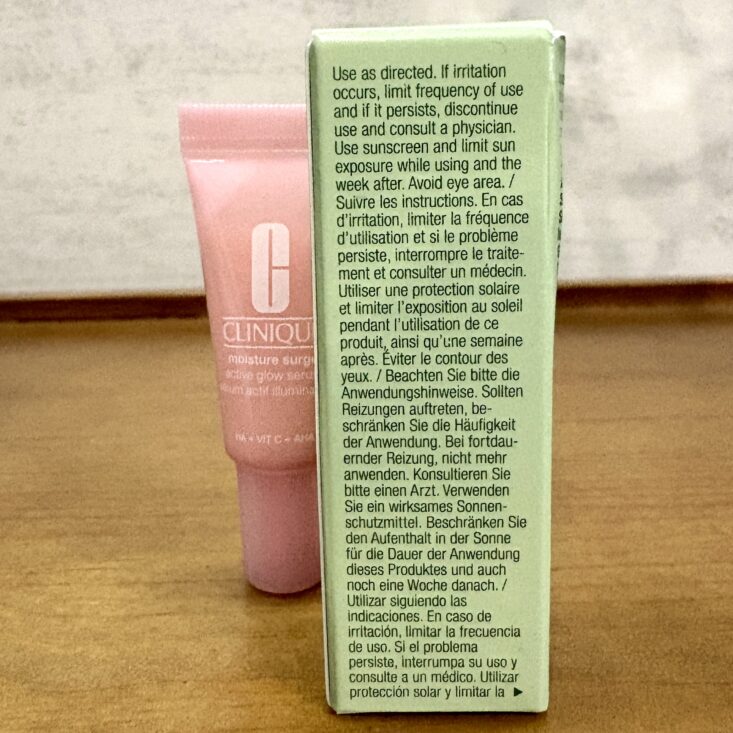 Use as directed. If irritation
occurs, limit frequency of use
and if it persists, discontinue
use and consult a physician.
Use sunscreen and limit sun
exposure while using and the
week after. Avoid eye area. /
Suivre les instructions. En cas
d'irritation, limiter la fréquence
d'utilisation et si le problème
persiste, interrompre le traite-
ment et consulter un médecin.
Utiliser une protection solaire
et limiter l'exposition au soleil
pendant l'utilisation de ce
produit, ainsi qu'une semaine
après. Éviter le contour des
yeux. / Beachten Sie bitte die
Anwendungshinweise. Sollten
Reizungen auftreten, be-
schränken Sie die Häufigkeit
der Anwendung. Bei fortdau-
ernder Reizung, nicht mehr
anwenden. Konsultieren Sie
bitte einen Arzt. Verwenden
Sie ein wirksames Sonnen-
schutzmittel. Beschränken Sie
den Aufenthalt in der Sonne
für die Dauer der Anwendung
dieses Produktes und auch
noch eine Woche danach. /
Utilizar siguiendo las
indicaciones. En caso de
irritación, limitar la frecuencia
de uso. Si el problema
persiste, interrumpa su uso y
consulte a un médico. Utilizar
protección solar y limitar la ►
C
CLINIQU
moisture surg
active glow ser
actif illumina
HA + VIT C + AHA